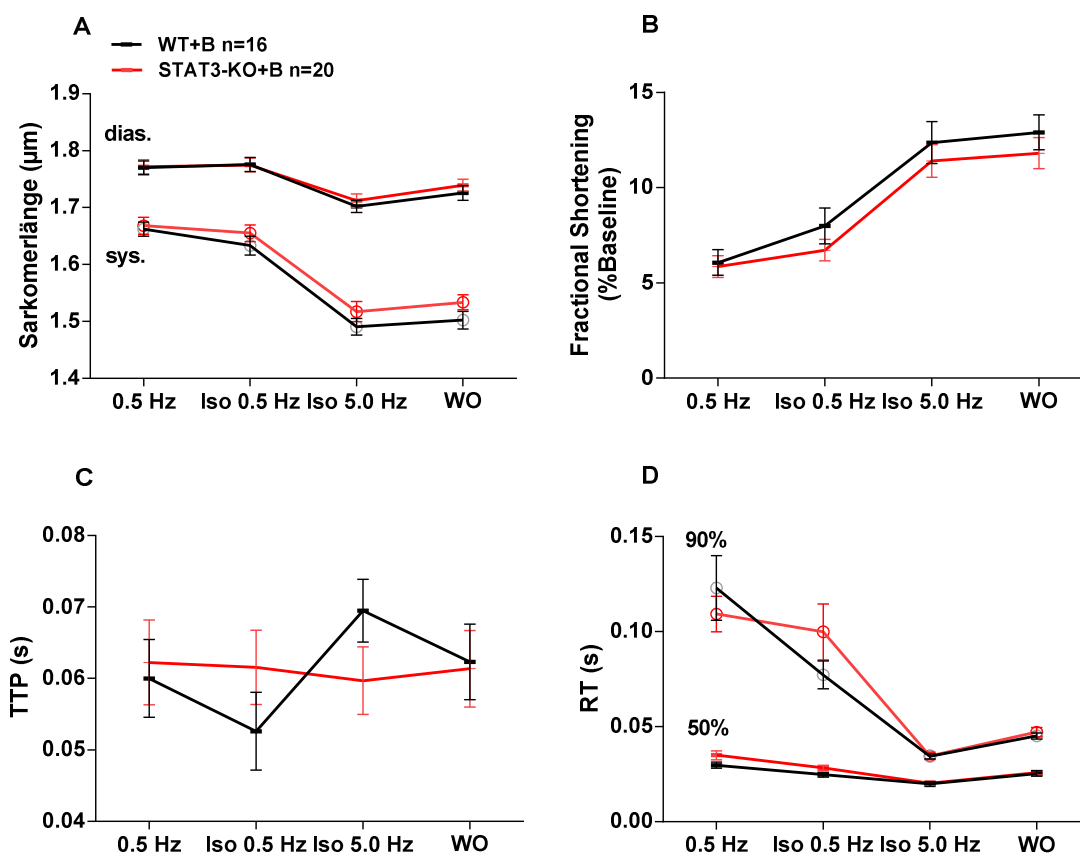 A
WT+B n=16
STAT3-KO+B n=20
Sarkomerlänge (µm)
1.9
1.8
1.7
1.6
1.5
1.4
dias.
sys.
0.5 Hz Iso 0.5 Hz Iso 5.0 Hz WO
B
Fractional Shortening
(%Baseline)
15
10
5
0
0.5 Hz Iso 0.5 Hz Iso 5.0 Hz WO
C
TTP (s)
0.08
0.07
0.06
0.05
0.04
0.5 Hz Iso 0.5 Hz Iso 5.0 Hz WO
D
RT (s)
0.15
0.10
0.05
0.00
90%
50%
0.5 Hz Iso 0.5 Hz Iso 5.0 Hz WO